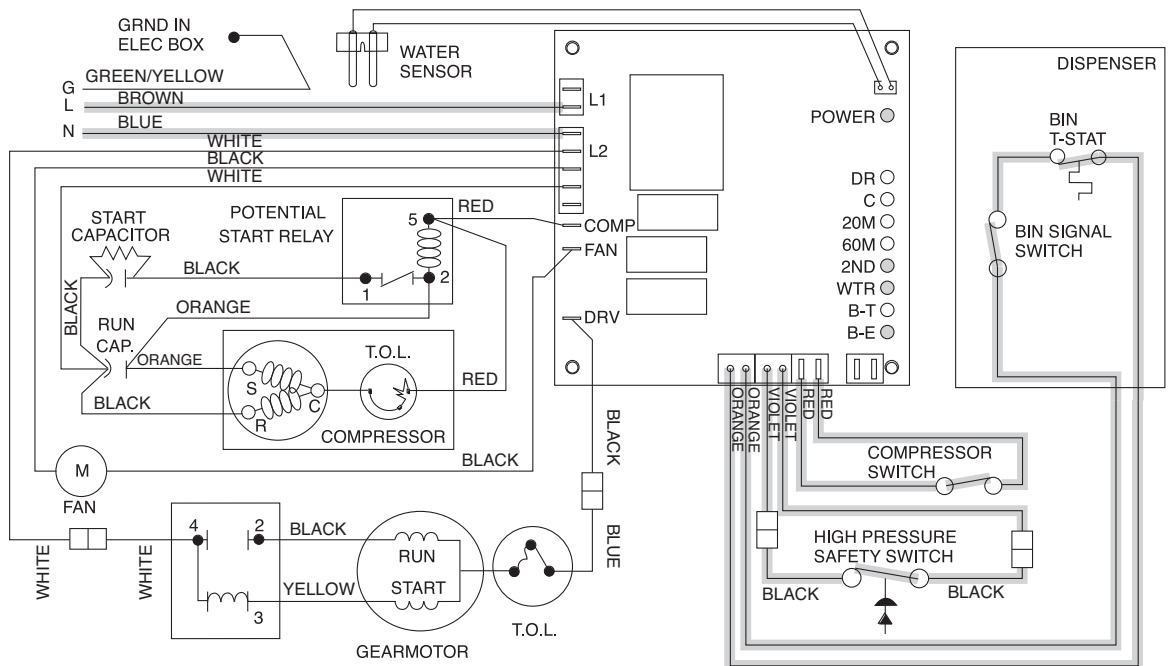 GRND IN
ELEC BOX
WATER
SENSOR
DISPENSER
G
GREEN/YELLOW
L
BROWN
L1
POWER
BIN
T-STAT
N
BLUE
WHITE
L2
BLACK
WHITE
DR
C
20M
60M
2ND
WTR
B-T
B-E
BIN SIGNAL
SWITCH
START
CAPACITOR
POTENTIAL
START RELAY
5
RED
COMP
FAN
BLACK
1
2
BLACK
ORANGE
DRV
RUN
CAP.
ORANGE
T.O.L.
S
C
R
RED
BLACK
COMPRESSOR
ORANGE
ORANGE
VIOLET
VIOLET
RED
RED
BLACK
COMPRESSOR
SWITCH
M
FAN
BLACK
4
2
BLACK
RUN
BLUE
HIGH PRESSURE
SAFETY SWITCH
WHITE
WHITE
YELLOW
START
3
BLACK
BLACK
T.O.L.
GEARMOTOR